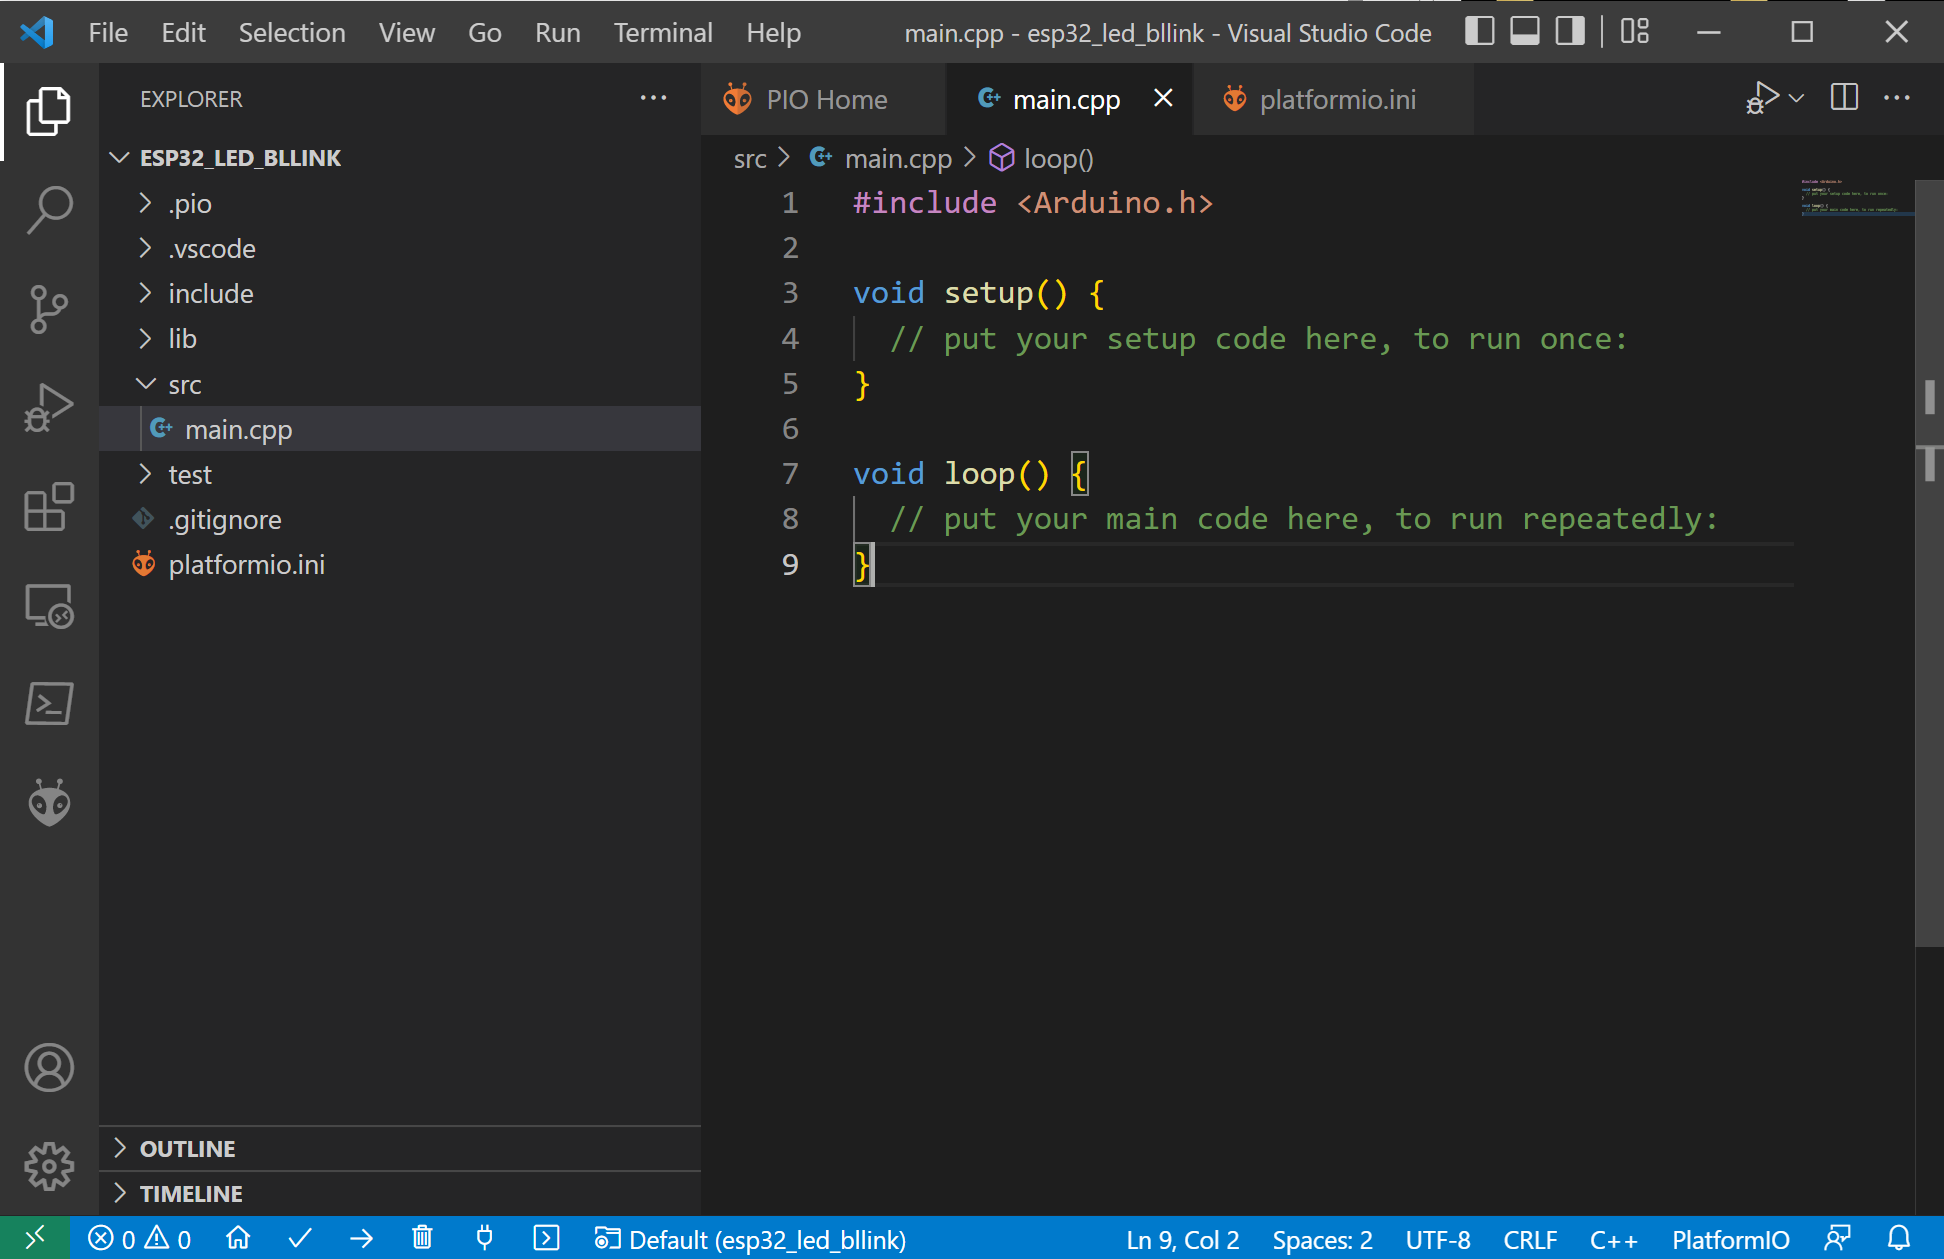 File Edit Selection View Go Run Terminal Help main.cpp - esp32_led_bllink - Visual Studio Code
EXPLORER
ESP32_LED_BLLINK
.pio
.vscode
include
lib
src
main.cpp
test
.gitignore
platformio.ini
OUTLINE
TIMELINE
PIO Home main.cpp platformio.ini
src > main.cpp > loop()
1 #include <Arduino.h>
2
3 void setup() {
4 // put your setup code here, to run once:
5 }
6
7 void loop() {
8 // put your main code here, to run repeatedly:
9 }
0 0 Default (esp32_led_bllink) Ln 9, Col 2 Spaces: 2 UTF-8 CRLF C++ PlatformIO